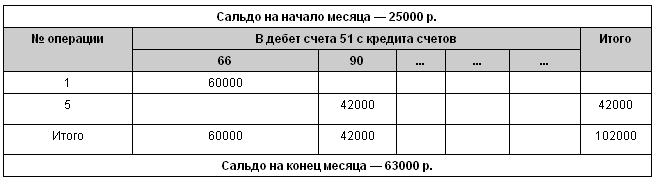 Сальдо на начало месяца — 25000 р.
№ операции В дебет счета 51 с кредита счетов Итого
66 90 ... ... ...
1 60000
5 42000 42000
Итого 60000 42000 102000
Сальдо на конец месяца — 63000 р.